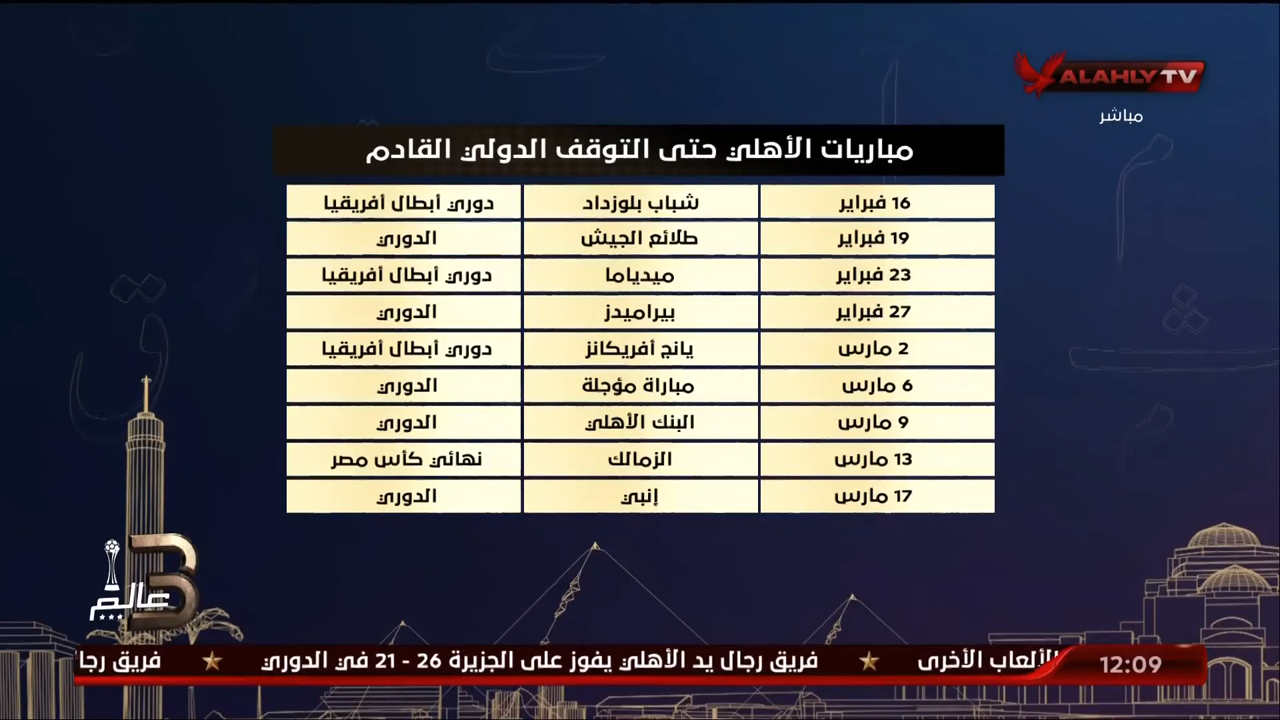 ALAHLY TV
مباشر
مباريات الأهلي حتى التوقف الدولي القادم
16 فبراير شباب بلوزداد دوري أبطال أفريقيا
19 فبراير طلائع الجيش الدوري
23 فبراير ميدياما دوري أبطال أفريقيا
27 فبراير بيراميدز الدوري
2 مارس يانج أفريكانز دوري أبطال أفريقيا
6 مارس مباراة مؤجلة الدوري
9 مارس البنك الأهلي الدوري
13 مارس الزمالك نهائي كأس مصر
17 مارس إنبي الدوري
3 عالم
12:09 الألعاب الأخرى فريق رجال يد الأهلي يفوز على الجزيرة 26 - 21 في الدوري فريق رجا